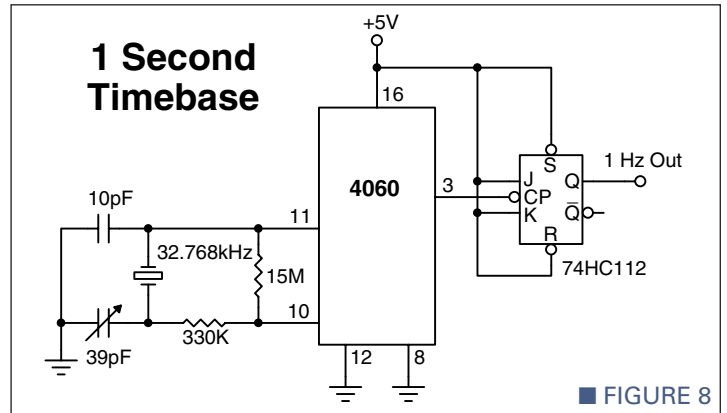 1 Second
Timebase
+5V
16
4060
3
11
10
12
8
10pF
32.768kHz
15M
330K
39pF
S
J
Q
CP
K
Q̅
R
1 Hz Out
74HC112
■ FIGURE 8